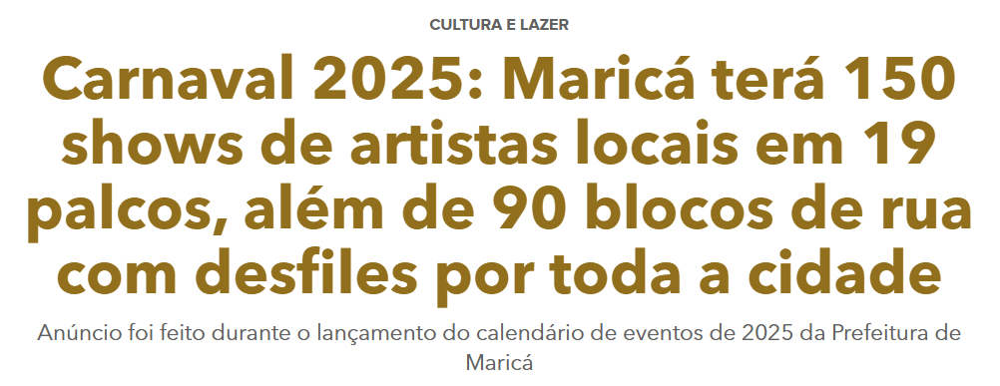 CULTURA E LAZER
Carnaval 2025: Maricá terá 150
shows de artistas locais em 19
palcos, além de 90 blocos de rua
com desfiles por toda a cidade
Anúncio foi feito durante o lançamento do calendário de eventos de 2025 da Prefeitura de
Maricá